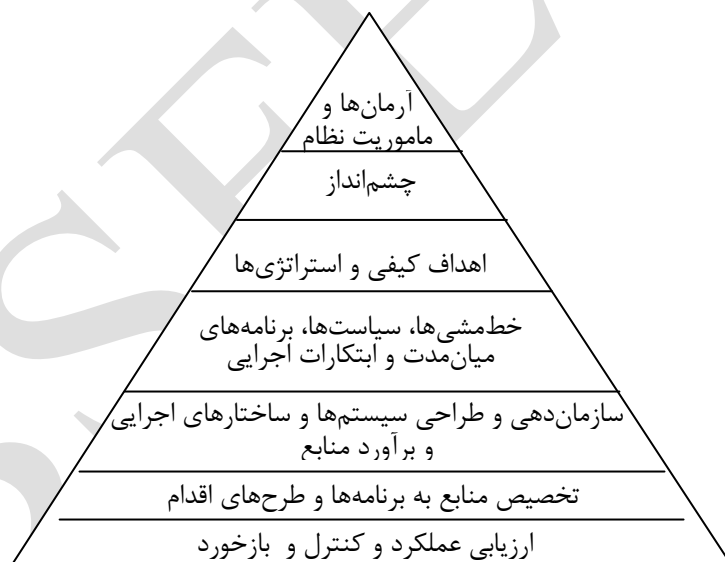 آرمان‌ها و
ماموریت نظام
چشم‌انداز
اهداف کیفی و استراتژی‌ها
خط‌مشی‌ها، سیاست‌ها، برنامه‌های
میان‌مدت و ابتکارات اجرایی
سازمان‌دهی و طراحی سیستم‌ها و ساختارهای اجرایی
و برآورد منابع
تخصیص منابع به برنامه‌ها و طرح‌های اقدام
ارزیابی عملکرد و کنترل و بازخورد